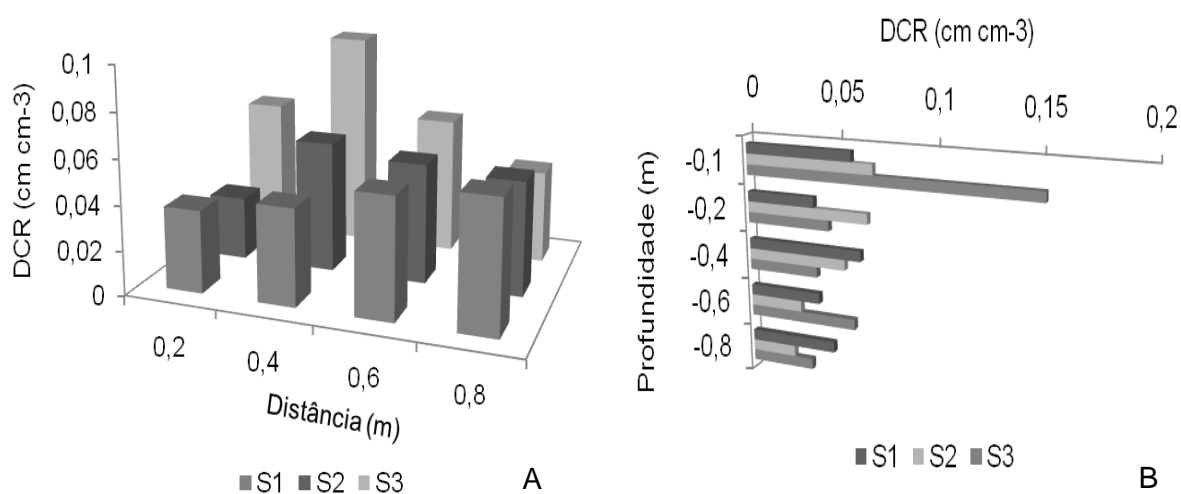 DCR (cm cm-3)
0,1
0,08
0,06
0,04
0,02
0
0,2
0,4
0,6
0,8
Distância (m)
S1 S2 S3
A
DCR (cm cm-3)
0
0,05
0,1
0,15
0,2
Profundidade (m)
-0,1
-0,2
-0,4
-0,6
-0,8
S1 S2 S3
B